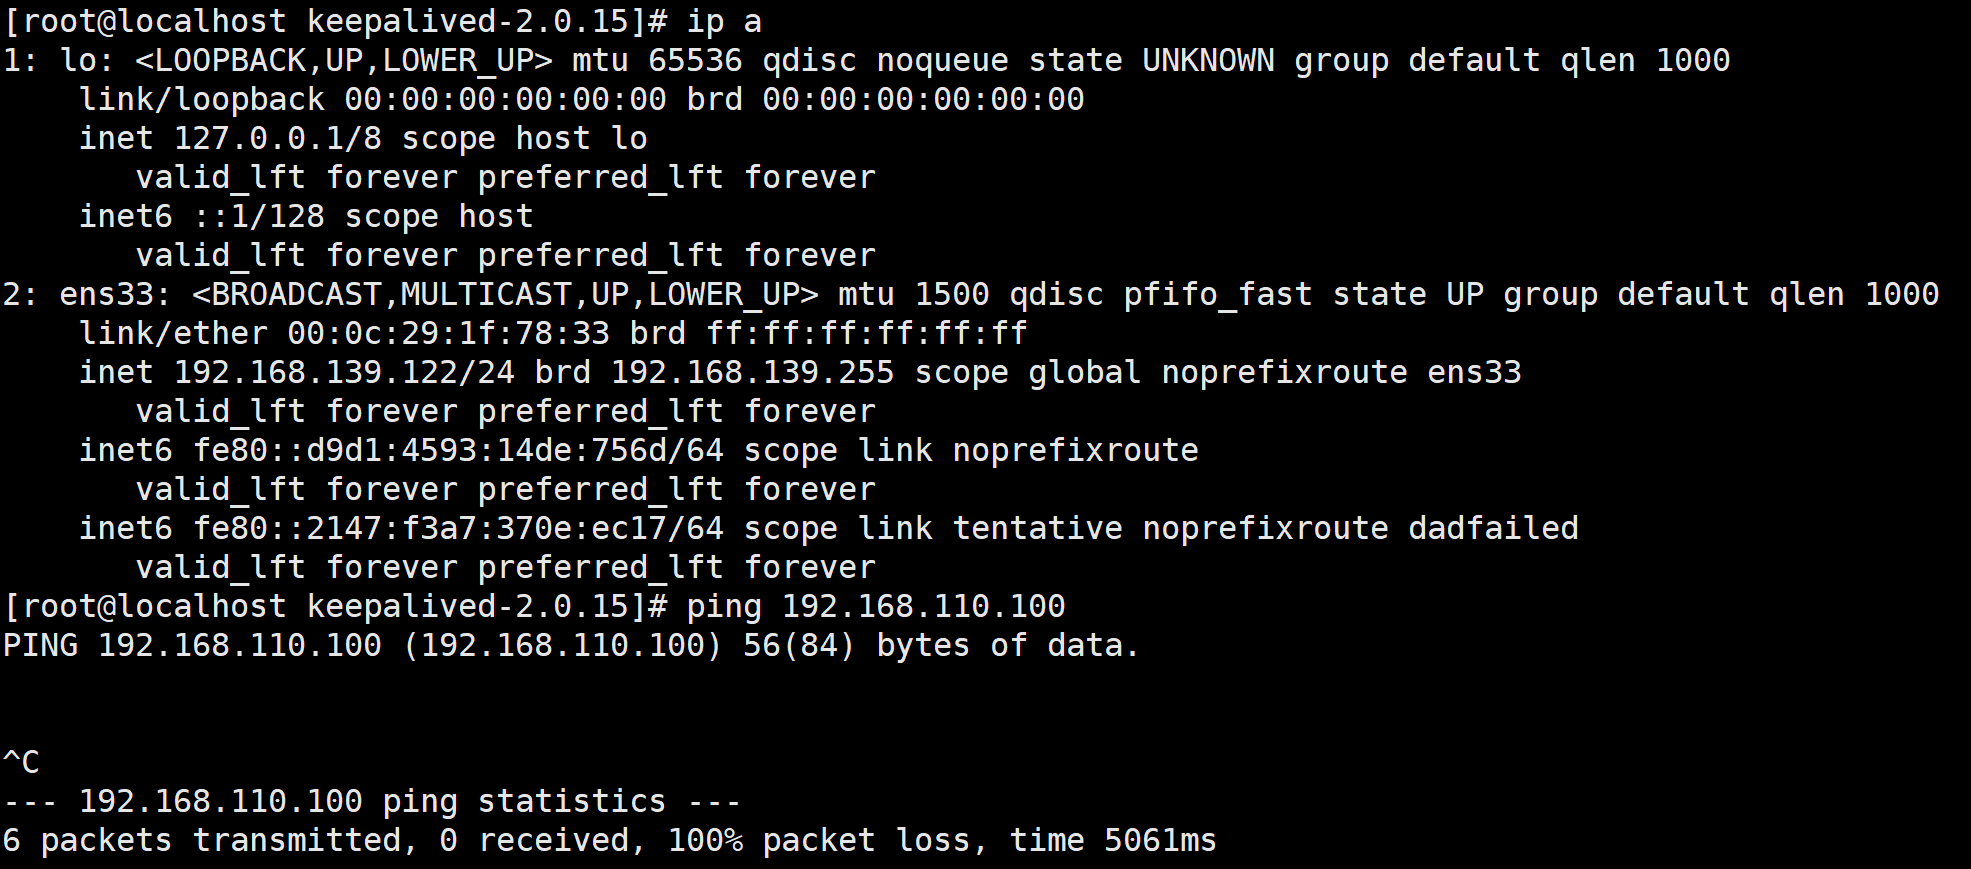 [root@localhost keepalived-2.0.15]# ip a
1: lo: <LOOPBACK,UP,LOWER_UP> mtu 65536 qdisc noqueue state UNKNOWN group default qlen 1000
    link/loopback 00:00:00:00:00:00 brd 00:00:00:00:00:00
    inet 127.0.0.1/8 scope host lo
       valid_lft forever preferred_lft forever
    inet6 ::1/128 scope host
       valid_lft forever preferred_lft forever
2: ens33: <BROADCAST,MULTICAST,UP,LOWER_UP> mtu 1500 qdisc pfifo_fast state UP group default qlen 1000
    link/ether 00:0c:29:1f:78:33 brd ff:ff:ff:ff:ff:ff
    inet 192.168.139.122/24 brd 192.168.139.255 scope global noprefixroute ens33
       valid_lft forever preferred_lft forever
    inet6 fe80::d9d1:4593:14de:756d/64 scope link noprefixroute
       valid_lft forever preferred_lft forever
    inet6 fe80::2147:f3a7:370e:ec17/64 scope link tentative noprefixroute dadfailed
       valid_lft forever preferred_lft forever
[root@localhost keepalived-2.0.15]# ping 192.168.110.100
PING 192.168.110.100 (192.168.110.100) 56(84) bytes of data.
^C
--- 192.168.110.100 ping statistics ---
6 packets transmitted, 0 received, 100% packet loss, time 5061ms